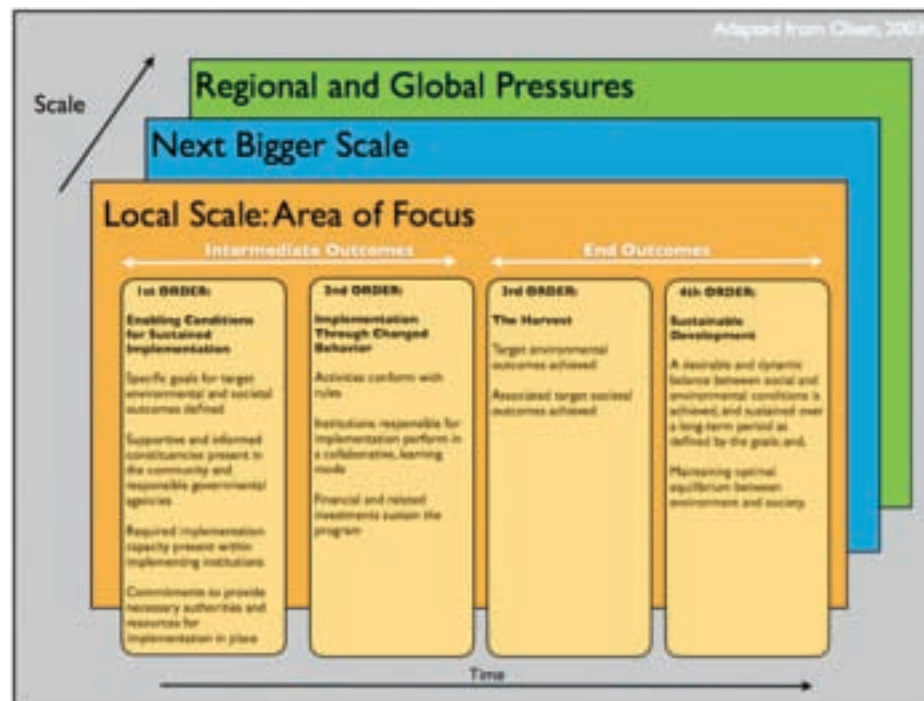 Adapted from Olsen, 2003
Scale
Regional and Global Pressures
Next Bigger Scale
Local Scale: Area of Focus
Intermediate Outcomes
End Outcomes
1st ORDER:
Enabling Conditions
for Sustained
Implementation
Specific goals for target
environmental and societal
outcomes defined
Supportive and informed
constituencies present in
the community and
responsible governmental
agencies
Required implementation
capacity present within
implementing institutions
Commitments to provide
necessary authorities and
resources for
implementation in place
2nd ORDER:
Implementation
Through Changed
Behavior
Activities conform with
rules
Institutions responsible for
implementation perform in
a collaborative, learning
mode
Financial and related
investments sustain the
program
3rd ORDER:
The Harvest
Target environmental
outcomes achieved
Associated target societal
outcomes achieved
4th ORDER:
Sustainable
Development
A desirable and dynamic
balance between social and
environmental conditions is
achieved, and sustained over
a long-term period as
defined by the goals; and,
Maintaining optimal
equilibrium between
environment and society.
Time